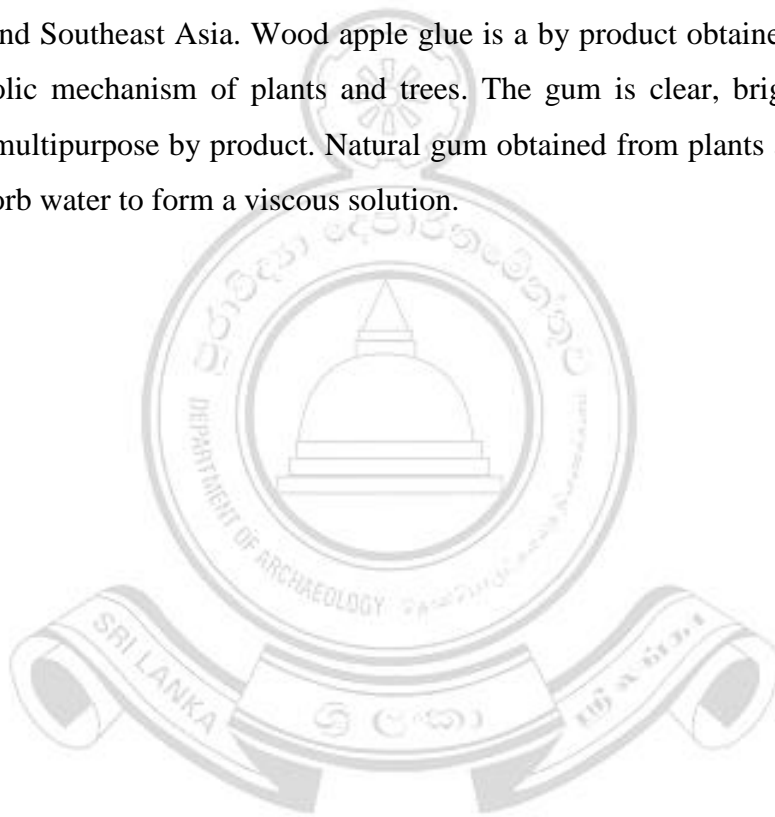 nd Southeast Asia. Wood apple glue is a by product obtaine
olic mechanism of plants and trees. The gum is clear, brig
multipurpose by product. Natural gum obtained from plants
orb water to form a viscous solution.
පුරාවිද්‍යා දෙපාර්තමේන්තුව
DEPARTMENT OF ARCHAEOLOGY
SRI LANKA
ශ්‍රී ලංකා